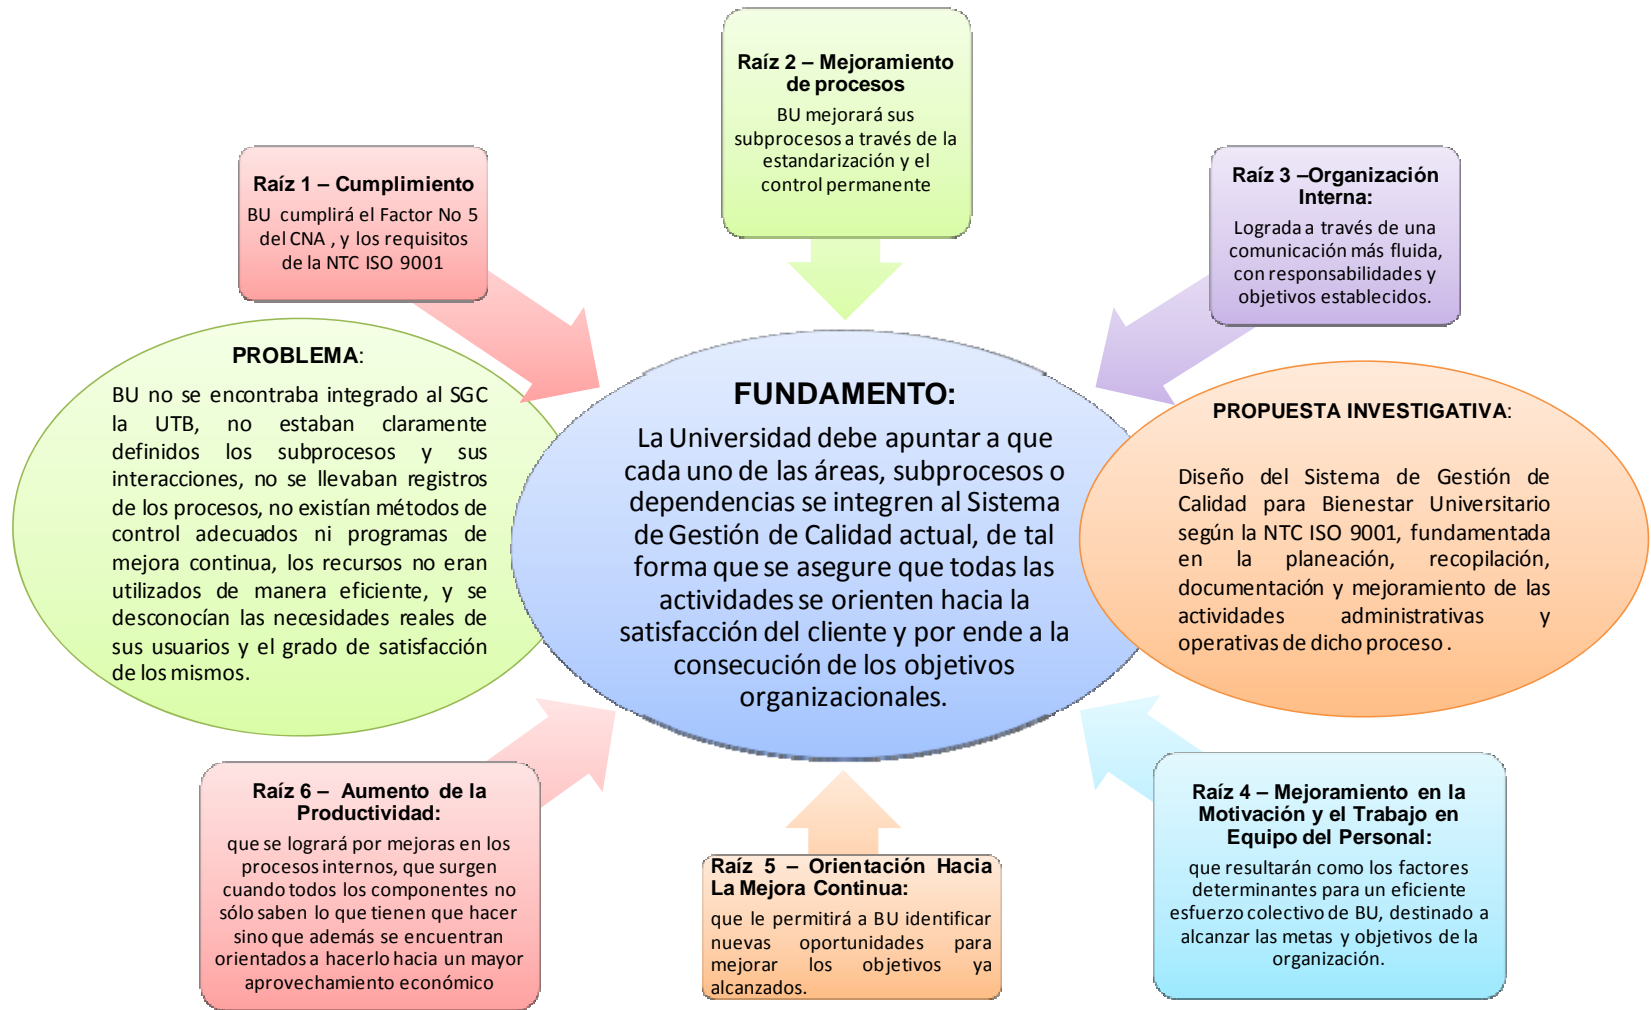 Raíz 2 – Mejoramiento
de procesos
BU mejorará sus
subprocesos a través de la
estandarización y el
control permanente
Raíz 1 – Cumplimiento
BU cumplirá el Factor No 5
del CNA , y los requisitos
de la NTC ISO 9001
Raíz 3 –Organización
Interna:
Lograda a través de una
comunicación más fluida,
con responsabilidades y
objetivos establecidos.
PROBLEMA:
BU no se encontraba integrado al SGC
la UTB, no estaban claramente
definidos los subprocesos y sus
interacciones, no se llevaban registros
de los procesos, no existían métodos de
control adecuados ni programas de
mejora continua, los recursos no eran
utilizados de manera eficiente, y se
desconocían las necesidades reales de
sus usuarios y el grado de satisfacción
de los mismos.
FUNDAMENTO:
La Universidad debe apuntar a que
cada uno de las áreas, subprocesos o
dependencias se integren al Sistema
de Gestión de Calidad actual, de tal
forma que se asegure que todas las
actividades se orienten hacia la
satisfacción del cliente y por ende a la
consecución de los objetivos
organizacionales.
PROPUESTA INVESTIGATIVA:
Diseño del Sistema de Gestión de
Calidad para Bienestar Universitario
según la NTC ISO 9001, fundamentada
en la planeación, recopilación,
documentación y mejoramiento de las
actividades administrativas y
operativas de dicho proceso .
Raíz 6 – Aumento de la
Productividad:
que se logrará por mejoras en los
procesos internos, que surgen
cuando todos los componentes no
sólo saben lo que tienen que hacer
sino que además se encuentran
orientados a hacerlo hacia un mayor
aprovechamiento económico
Raíz 5 – Orientación Hacia
La Mejora Continua:
que le permitirá a BU identificar
nuevas oportunidades para
mejorar los objetivos ya
alcanzados.
Raíz 4 – Mejoramiento en la
Motivación y el Trabajo en
Equipo del Personal:
que resultarán como los factores
determinantes para un eficiente
esfuerzo colectivo de BU, destinado a
alcanzar las metas y objetivos de la
organización.